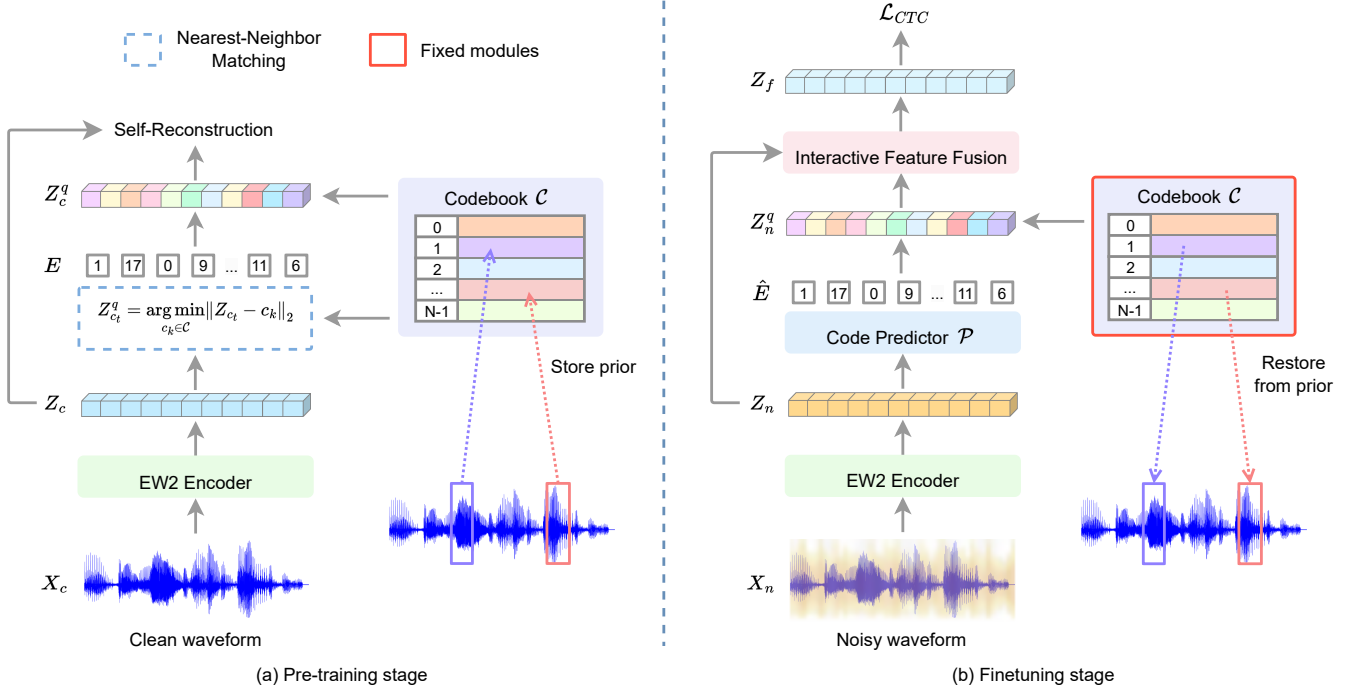 Nearest-Neighbor
Matching
Fixed modules
Self-Reconstruction
Z_c^q
E
1 17 0 9 ... 11 6
Z_{c_t}^q = arg min ‖Z_{c_t} − c_k‖_2
c_k∈𝒞
Z_c
EW2 Encoder
X_c
Clean waveform
Codebook 𝒞
0
1
2
...
N-1
Store prior
(a) Pre-training stage
ℒ_{CTC}
Z_f
Interactive Feature Fusion
Z_n^q
Ê
1 17 0 9 ... 11 6
Code Predictor 𝒫
Z_n
EW2 Encoder
X_n
Noisy waveform
Codebook 𝒞
0
1
2
...
N-1
Restore
from prior
(b) Finetuning stage